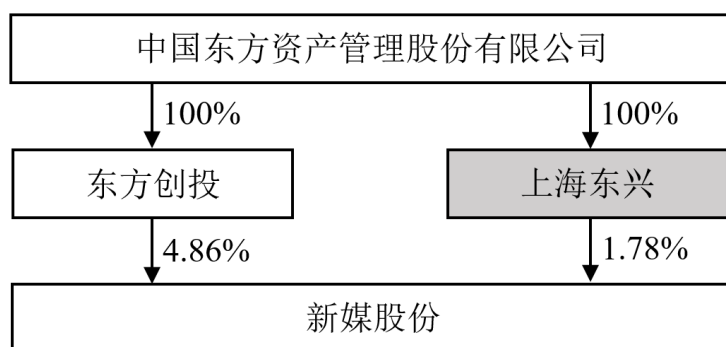 中国东方资产管理股份有限公司
100%
100%
东方创投
上海东兴
4.86%
1.78%
新媒股份